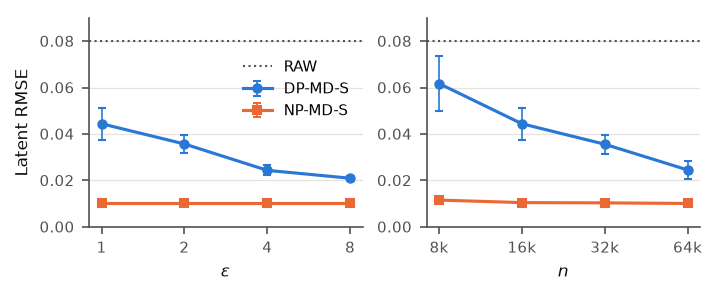 0.08
0.06
0.04
0.02
0.00
Latent RMSE
RAW
DP-MD-S
NP-MD-S
1
2
4
8
ε
0.08
0.06
0.04
0.02
0.00
8k
16k
32k
64k
n